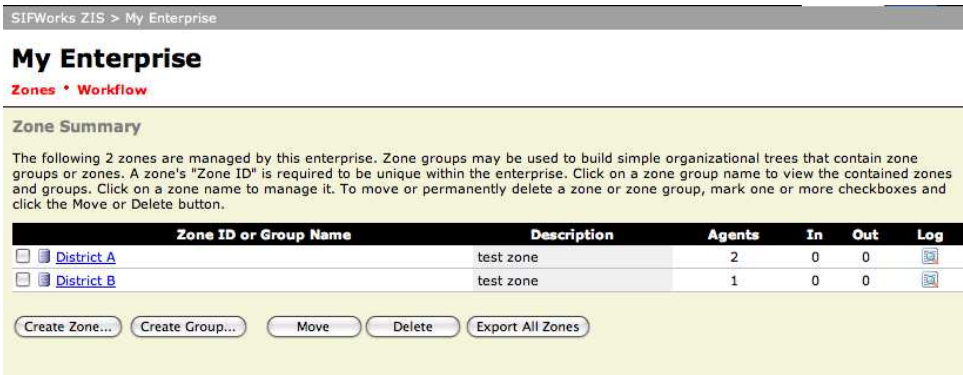 SIFWorks ZIS > My Enterprise
My Enterprise
Zones • Workflow
Zone Summary
The following 2 zones are managed by this enterprise. Zone groups may be used to build simple organizational trees that contain zone
groups or zones. A zone's "Zone ID" is required to be unique within the enterprise. Click on a zone group name to view the contained zones
and groups. Click on a zone name to manage it. To move or permanently delete a zone or zone group, mark one or more checkboxes and
click the Move or Delete button.
Zone ID or Group Name Description Agents In Out Log
District A test zone 2 0 0
District B test zone 1 0 0
Create Zone... Create Group... Move Delete Export All Zones